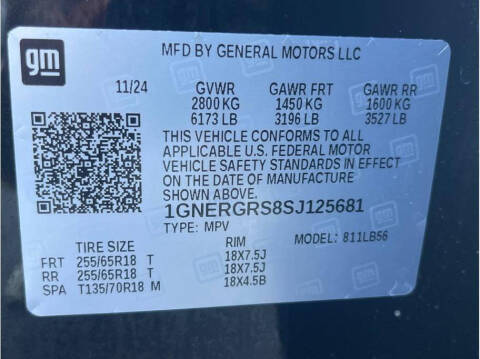 gm
MFD BY GENERAL MOTORS LLC
11/24 GVWR GAWR FRT GAWR RR
2800 KG 1450 KG 1600 KG
6173 LB 3196 LB 3527 LB
THIS VEHICLE CONFORMS TO ALL
APPLICABLE U.S. FEDERAL MOTOR
VEHICLE SAFETY STANDARDS IN EFFECT
ON THE DATE OF MANUFACTURE
SHOWN ABOVE.
1GNERGRS8SJ125681
TYPE: MPV MODEL: 811LB56
TIRE SIZE RIM
FRT 255/65R18 T 18X7.5J
RR 255/65R18 T 18X7.5J
SPA T135/70R18 M 18X4.5B